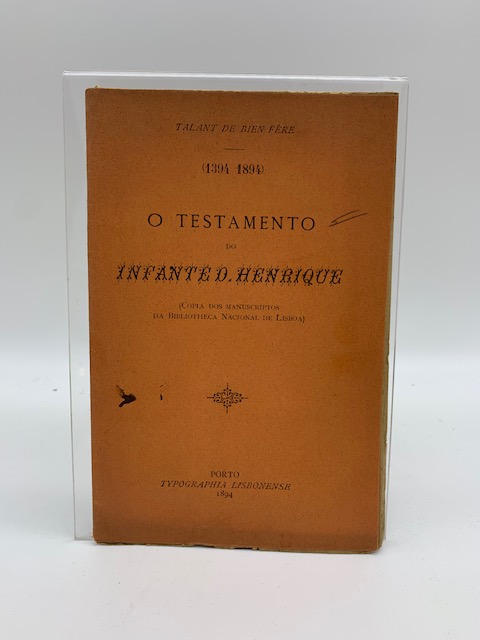 TALANT DE BIEN FÈRE
(1394 1894)
O TESTAMENTO
DO
INFANTE D. HENRIQUE
(COPIA DOS MANUSCRIPTOS
DA BIBLIOTHECA NACIONAL DE LISBOA)
PORTO
TYPOGRAPHIA LISBONENSE
1894